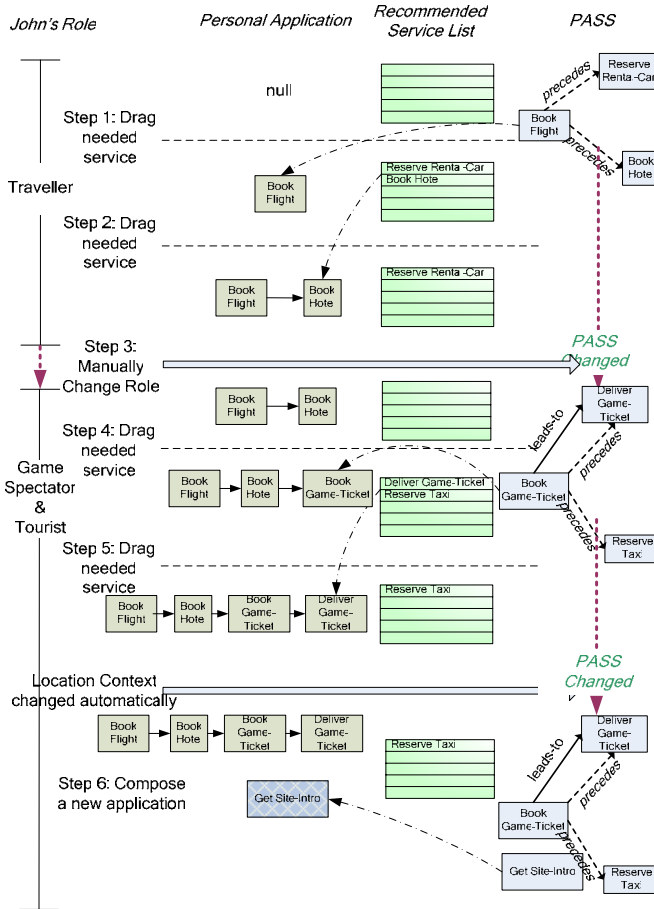 John's Role
Personal Application
Recommended
Service List
PASS
null
Reserve
Renta -Car
precedes
Step 1: Drag
needed
service
Book
Flight
precedes
Book
Hote
Reserve Renta -Car
Book Hote
Traveller
Book
Flight
Step 2: Drag
needed
service
Reserve Renta -Car
Book
Flight
Book
Hote
Step 3:
Manually
Change Role
PASS
Changed
Book
Flight
Book
Hote
Deliver
Game-
Ticket
leads-to
precedes
Step 4: Drag
needed
service
Game
Spectator
&
Tourist
Book
Flight
Book
Hote
Book
Game-Ticket
Deliver Game-Ticket
Reserve Taxi
Book
Game-Ticket
precedes
Reserve
Taxi
Step 5: Drag
needed
service
Reserve Taxi
Book
Flight
Book
Hote
Book
Game-
Ticket
Deliver
Game-
Ticket
PASS
Changed
Location Context
changed automatically
Book
Flight
Book
Hote
Book
Game-
Ticket
Deliver
Game-
Ticket
Reserve Taxi
Deliver
Game-
Ticket
leads-to
precedes
Step 6: Compose
a new application
Get Site-Intro
Book
Game-Ticket
precedes
Get Site-Intro
Reserve
Taxi